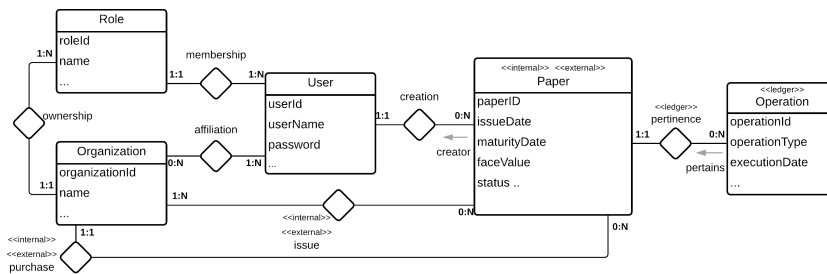 Role
roleId
name
...
1:N
1:1
membership
1:N
User
userId
userName
password
...
ownership
affiliation
0:N
1:N
1:1
Organization
organizationId
name
...
1:1
creation
0:N
creator
<<internal>> <<external>>
Paper
paperID
issueDate
maturityDate
faceValue
status ..
1:1
<<ledger>>
pertinence
0:N
pertains
<<ledger>>
Operation
operationId
operationType
executionDate
...
1:N
<<internal>>
<<external>>
issue
0:N
<<internal>>
<<external>>
purchase
1:1
0:N